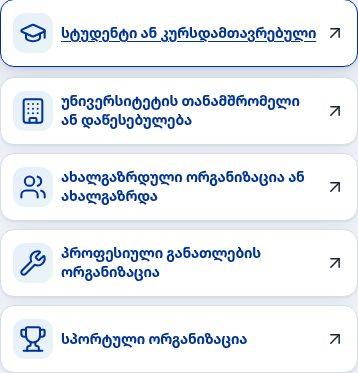 სტუდენტი ან კურსდამთავრებული
უნივერსიტეტის თანამშრომელი
ან დაწესებულება
ახალგაზრდული ორგანიზაცია ან
ახალგაზრდა
პროფესიული განათლების
ორგანიზაცია
სპორტული ორგანიზაცია